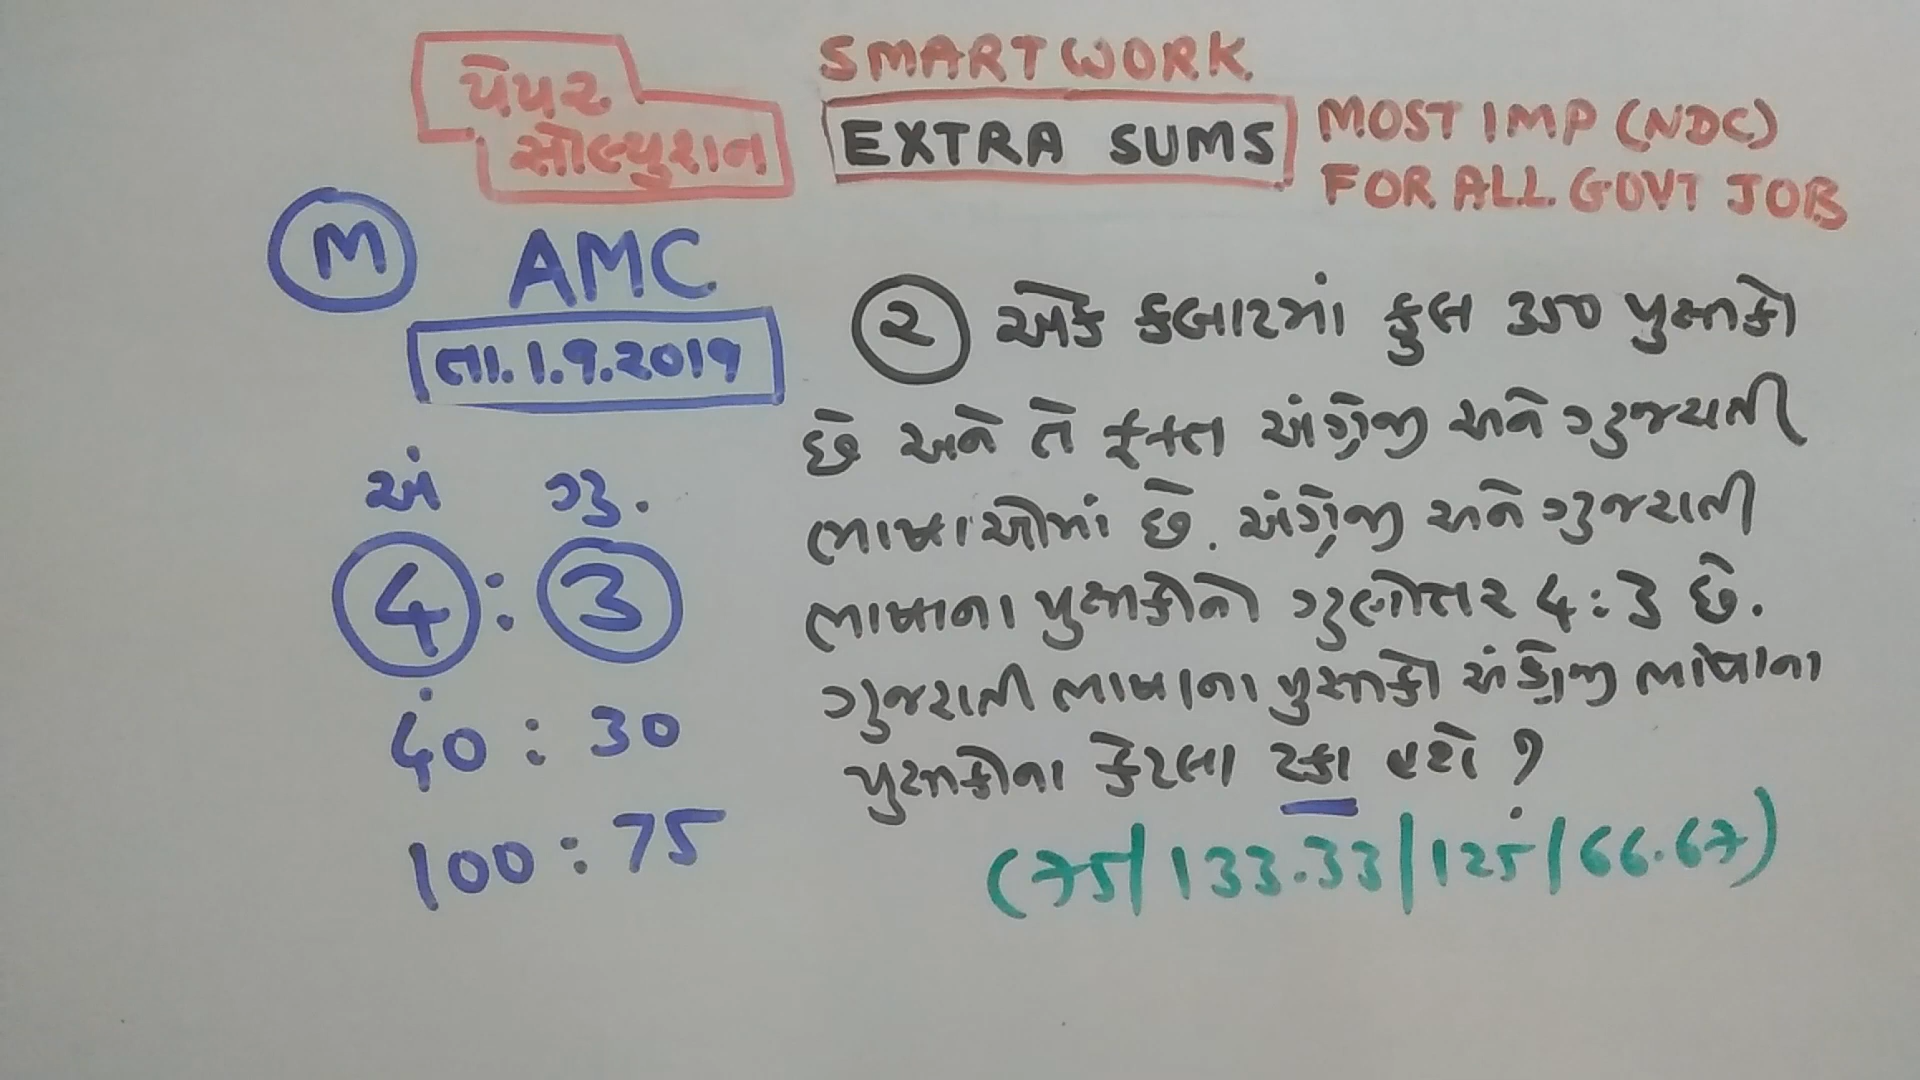 પેપર
સોલ્યુશન
SMART WORK
EXTRA SUMS
MOST IMP (NDC)
FOR ALL GOVT JOB
M
AMC
તા. 1.9.2019
અં ગુ.
4 : 3
40 : 30
100 : 75
૨ એક કબાટમાં કુલ 350 પુસ્તકો
છે અને તે ફક્ત અંગ્રેજી અને ગુજરાતી
ભાષાઓમાં છે. અંગ્રેજી અને ગુજરાતી
ભાષાના પુસ્તકોનો ગુણોત્તર 4:3 છે.
ગુજરાતી ભાષાના પુસ્તકો અંગ્રેજી ભાષાના
પુસ્તકોના કેટલા ટકા હશે ?
(75/133.33/125/66.67)